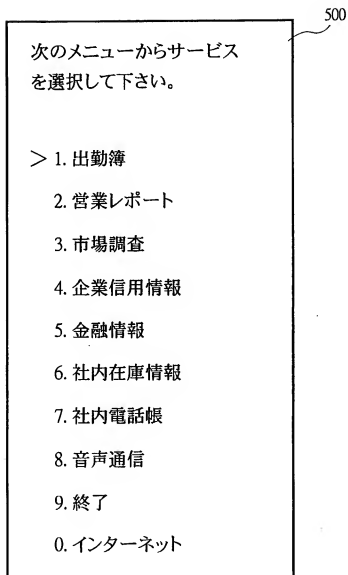 500
次のメニューからサービス
を選択して下さい。
> 1. 出勤簿
2. 営業レポート
3. 市場調査
4. 企業信用情報
5. 金融情報
6. 社内在庫情報
7. 社内電話帳
8. 音声通信
9. 終了
0. インターネット